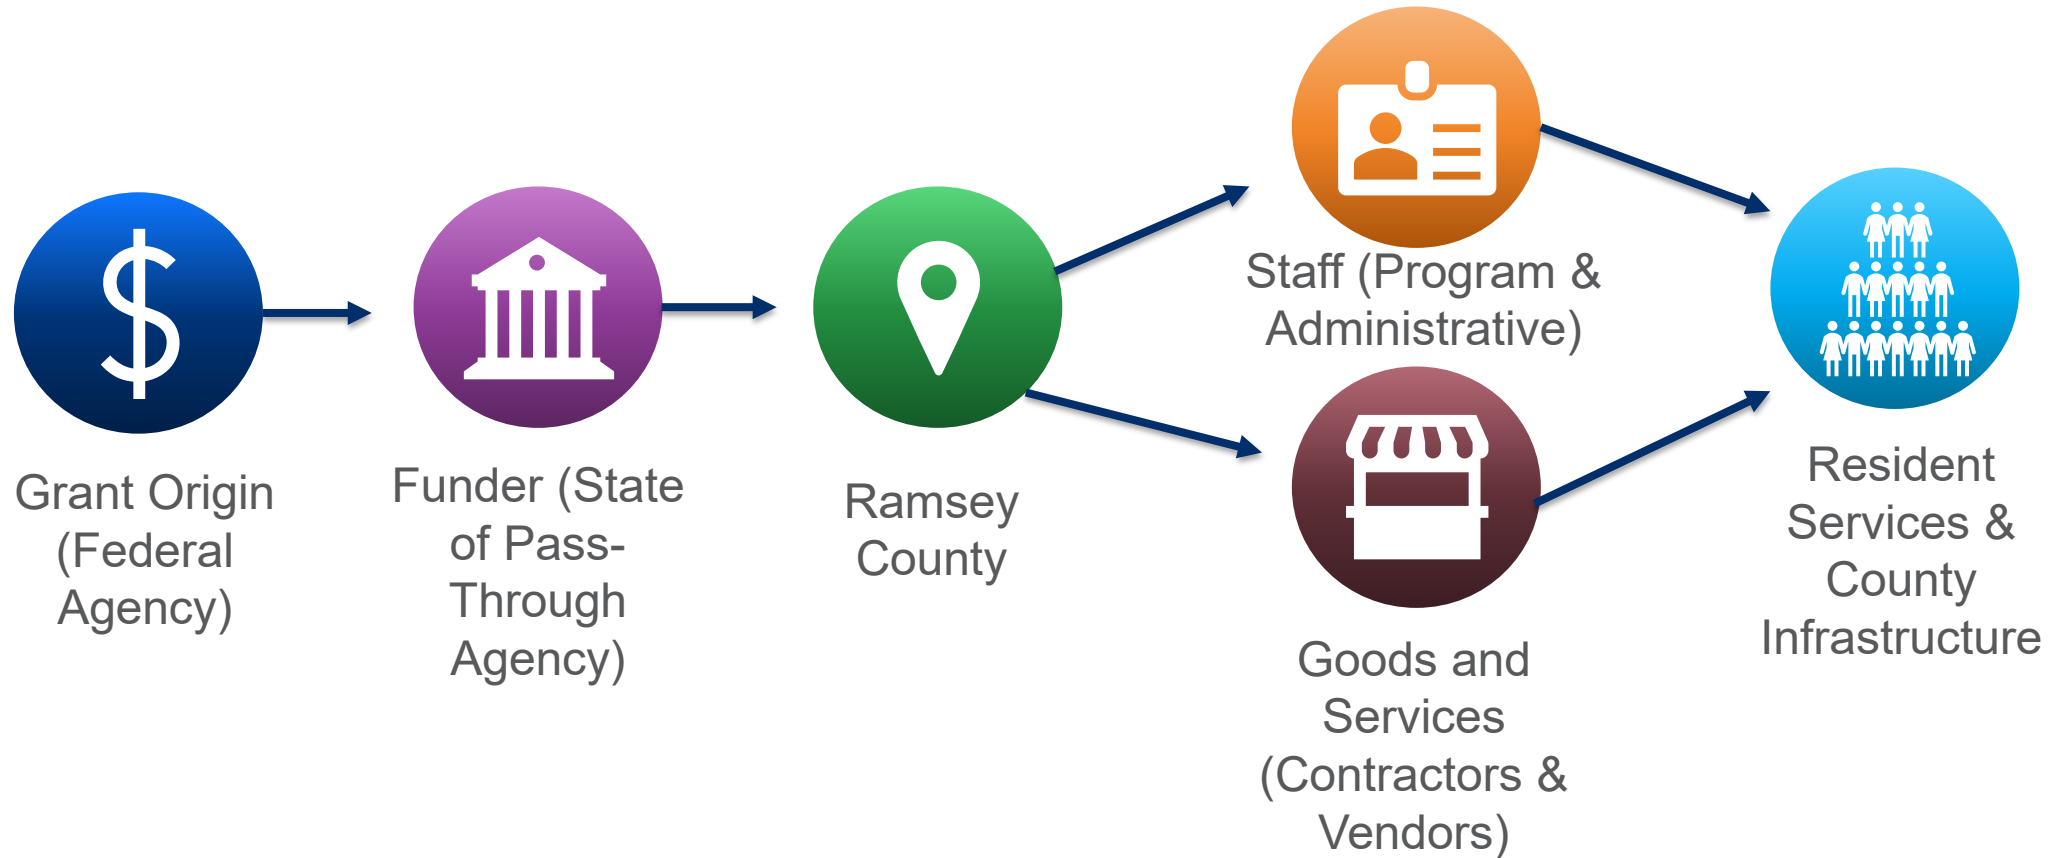 Grant Origin
(Federal
Agency)
Funder (State
of Pass-
Through
Agency)
Ramsey
County
Staff (Program &
Administrative)
Goods and
Services
(Contractors &
Vendors)
Resident
Services &
County
Infrastructure